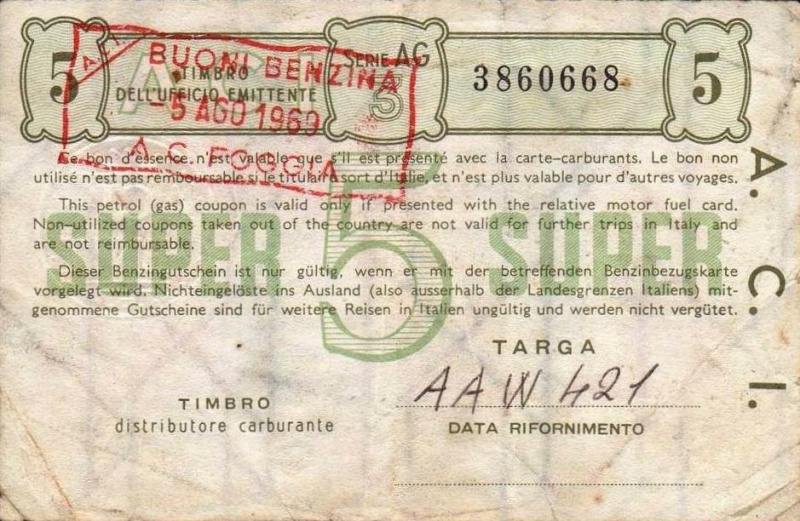 5 SERIE AG 3860668 5
A.C.I.
BUONI BENZINA
TIMBRO
DELL'UFFICIO EMITTENTE
-5 AGO 1969
A.C. FOGGIA
Le bon d'essence n'est valable que s'il est présenté avec la carte-carburants. Le bon non
utilisé n'est pas remboursable si le titulaire sort d'Italie, et n'est plus valable pour d'autres voyages.
This petrol (gas) coupon is valid only if presented with the relative motor fuel card.
Non-utilized coupons taken out of the country are not valid for further trips in Italy and
are not reimbursable.
SUPER 5 SUPER
Dieser Benzingutschein ist nur gültig, wenn er mit der betreffenden Benzinbezugskarte
vorgelegt wird. Nichteingelöste ins Ausland (also ausserhalb der Landesgrenzen Italiens) mit-
genommene Gutscheine sind für weitere Reisen in Italien ungültig und werden nicht vergütet.
A. C. I.
TARGA
AAW 421
TIMBRO
distributore carburante
DATA RIFORNIMENTO